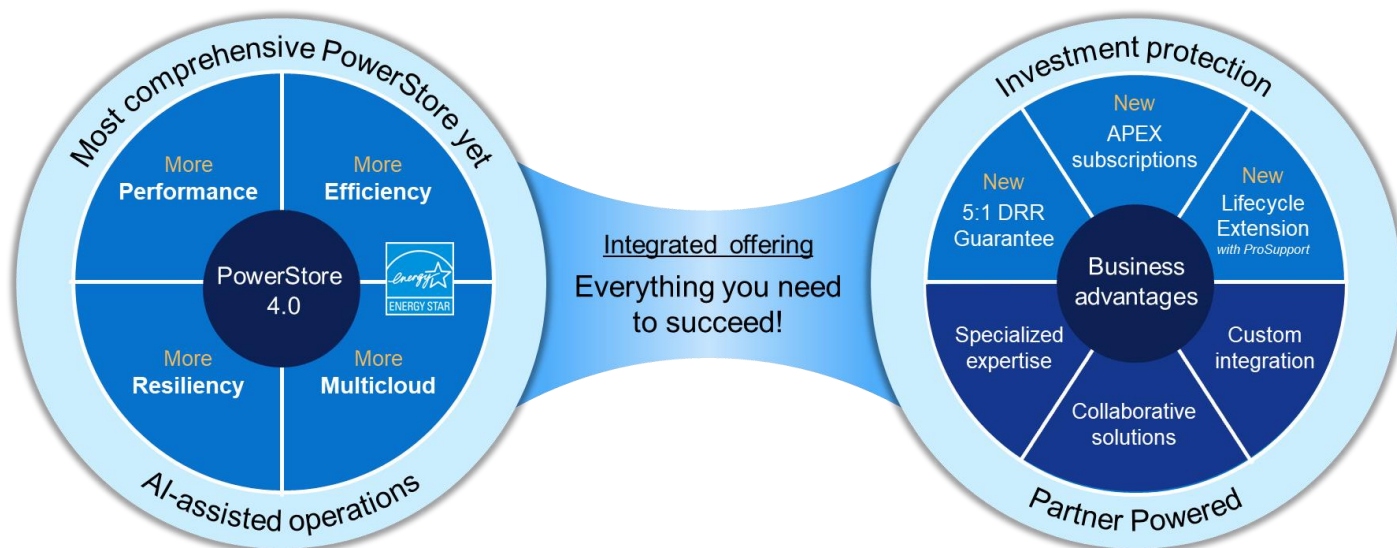 Most comprehensive PowerStore yet
More
Performance
More
Efficiency
PowerStore
4.0
energy
ENERGY STAR
More
Resiliency
More
Multicloud
AI-assisted operations
Integrated offering
Everything you need
to succeed!
Investment protection
New
APEX
subscriptions
New
5:1 DRR
Guarantee
New
Lifecycle
Extension
with ProSupport
Business
advantages
Specialized
expertise
Custom
integration
Collaborative
solutions
Partner Powered